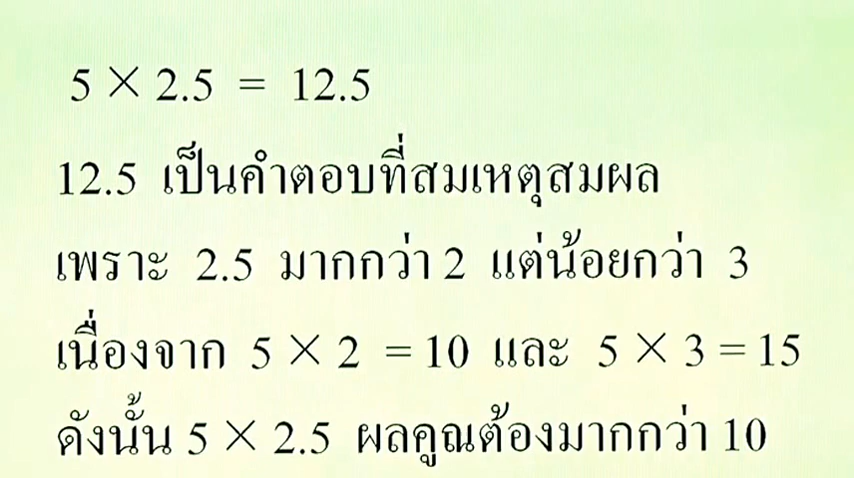 5 × 2.5 = 12.5
12.5 เป็นคำตอบที่สมเหตุสมผล
เพราะ 2.5 มากกว่า 2 แต่น้อยกว่า 3
เนื่องจาก 5 × 2 = 10 และ 5 × 3 = 15
ดังนั้น 5 × 2.5 ผลคูณต้องมากกว่า 10